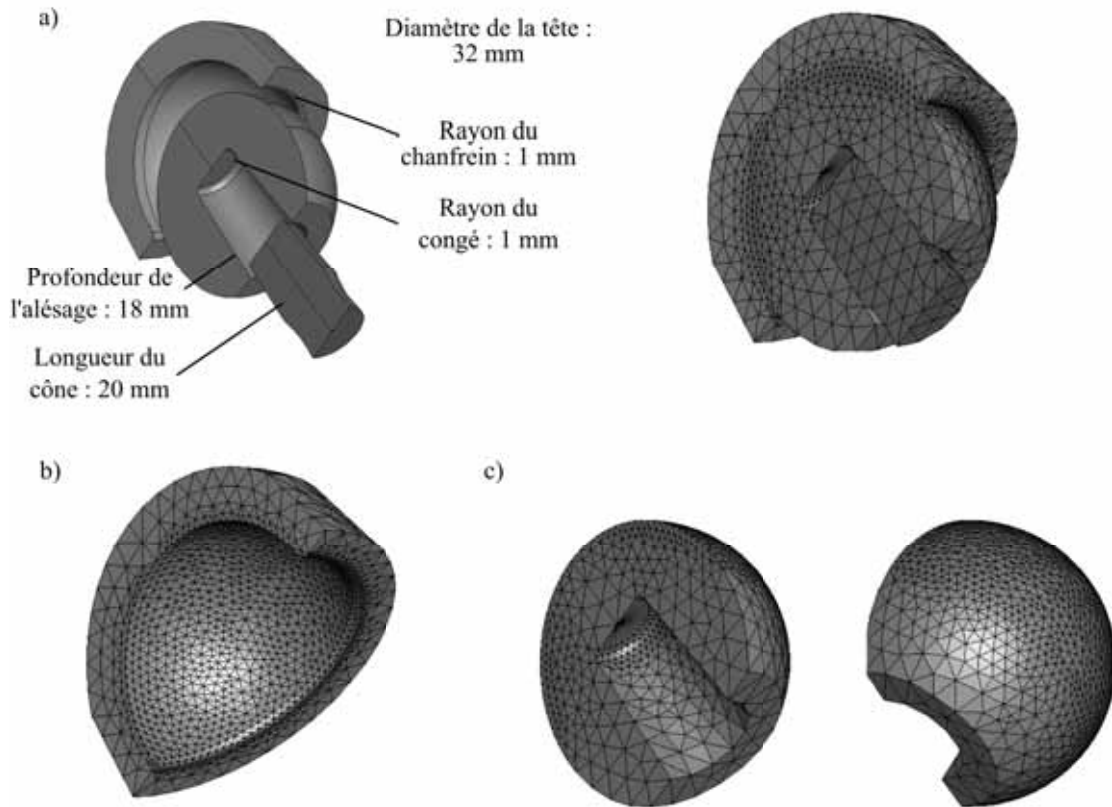 a)
Diamètre de la tête :
32 mm
Rayon du
chanfrein : 1 mm
Rayon du
congé : 1 mm
Profondeur de
l'alésage : 18 mm
Longueur du
cône : 20 mm
b)
c)